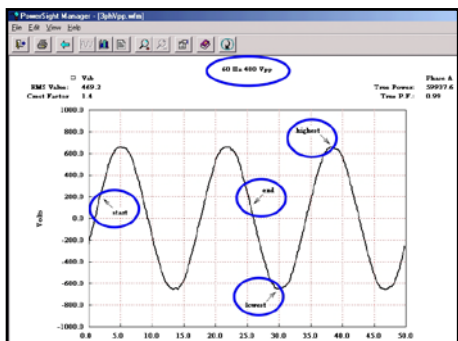 PowerSight Manager - [3phVpp.wfm]
File Edit View Help
60 Hz 480 Vpp
Vab Phase A
RMS Value: 469.2 True Power: 59937.6
Crest Factor 1.4 True P.F.: 0.99
1000.0
800.0
highest
600.0
400.0
end
200.0
start
Volts
0.0
-200.0
-400.0
-600.0
lowest
-800.0
-1000.0
0.0 5.0 10.0 15.0 20.0 25.0 30.0 35.0 40.0 45.0 50.0